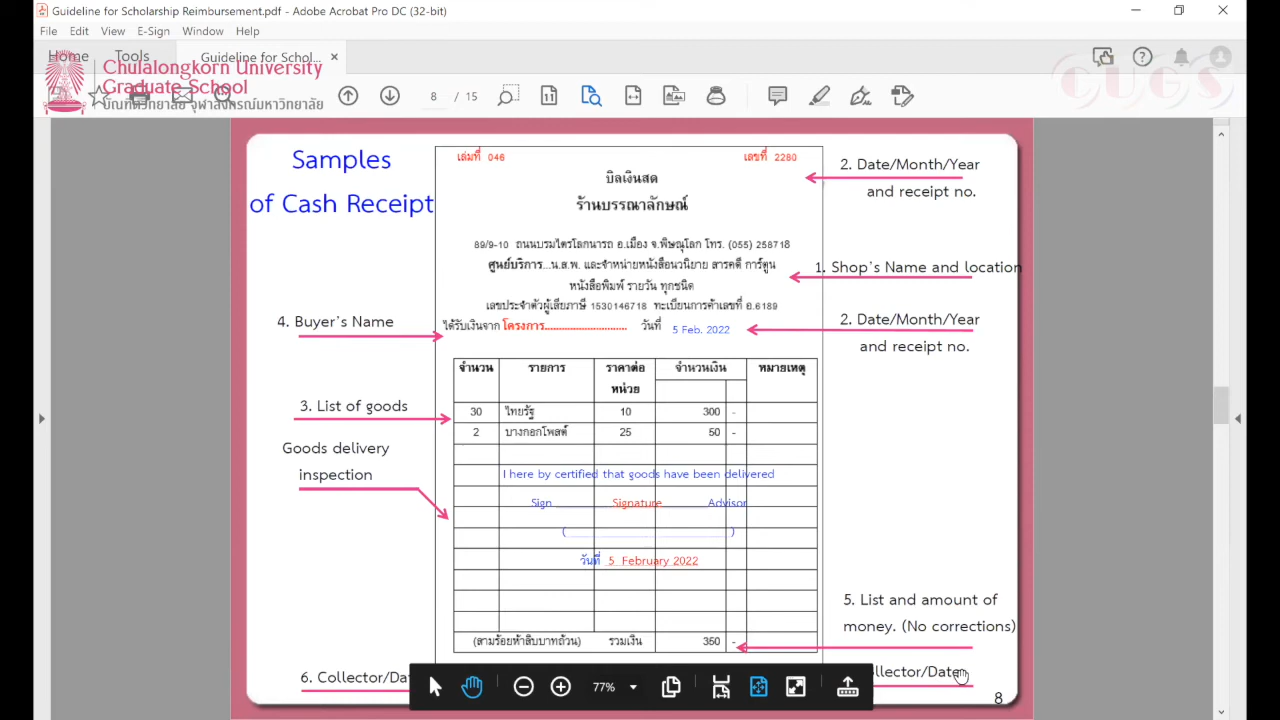 Guideline for Scholarship Reimbursement.pdf - Adobe Acrobat Pro DC (32-bit)
File Edit View E-Sign Window Help
Home Tools Guideline for Schol... ×
Chulalongkorn University
Graduate School
บัณฑิตวิทยาลัย จุฬาลงกรณ์มหาวิทยาลัย
CUGS
8 / 15
Samples
of Cash Receipt
เล่มที่ 046 เลขที่ 2280
บิลเงินสด
ร้านบรรณาลักษณ์
89/9-10 ถนนบรมไตรโลกนารถ อ.เมือง จ.พิษณุโลก โทร. (055) 258718
ศูนย์บริการ...น.ส.พ. และจำหน่ายหนังสือนวนิยาย สารคดี การ์ตูน
หนังสือพิมพ์ รายวัน ทุกชนิด
เลขประจำตัวผู้เสียภาษี 1530146718 ทะเบียนการค้าเลขที่ อ.6189
ได้รับเงินจาก โครงการ............................ วันที่ 5 Feb. 2022
2. Date/Month/Year
and receipt no.
1. Shop's Name and location
2. Date/Month/Year
and receipt no.
4. Buyer's Name
3. List of goods
Goods delivery
inspection
จำนวน รายการ ราคาต่อหน่วย จำนวนเงิน หมายเหตุ
30 ไทยรัฐ 10 300 -
2 บางกอกโพสต์ 25 50 -
I here by certified that goods have been delivered
Sign Signature Advisor
( )
วันที่ 5 February 2022
(สามร้อยห้าสิบบาทถ้วน) รวมเงิน 350 -
5. List and amount of
money. (No corrections)
6. Collector/Dat
ollector/Date
77%
8